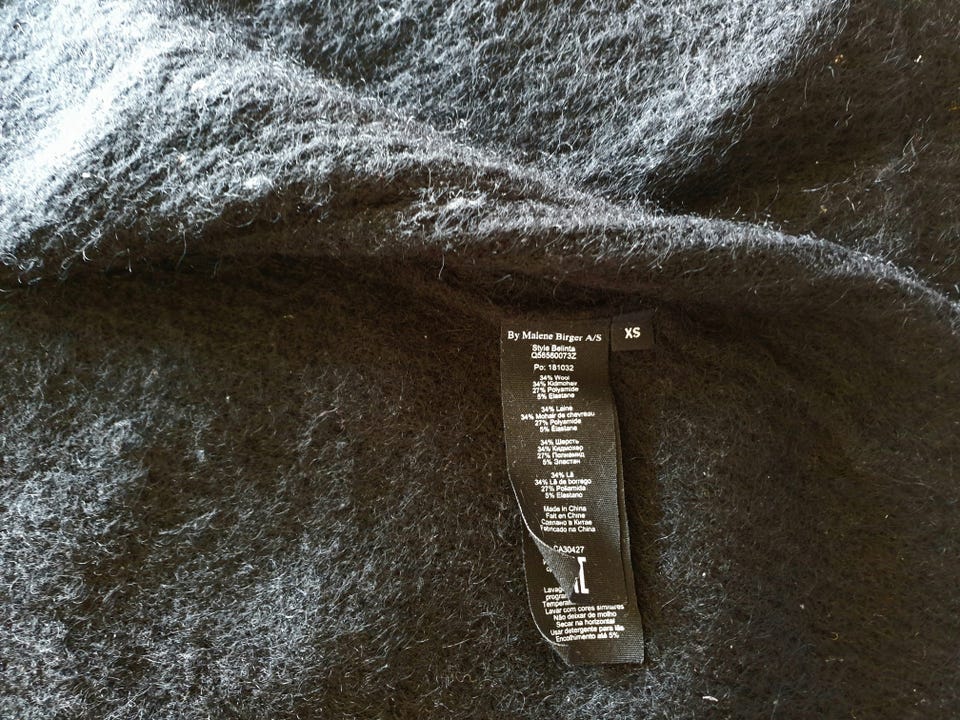 By Malene Birger A/S
XS
Style Belinta
Q58560073Z
Po: 181032
34% Wool
34% Kidmohair
27% Polyamide
5% Elastane
34% Laine
34% Mohair de chevreau
27% Polyamide
5% Elastane
34% Шерсть
34% Кидмохер
27% Полиамид
5% Эластан
34% Lã
34% Lã de borrego
27% Poliamida
5% Elastano
Made in China
Fait en Chine
Сделано в Китае
Fabricado na China
CA30427
Lavar com cores similares
Não deixar de molho
Secar na horizontal
Usar detergente para lãs
Encolhimento até 5%